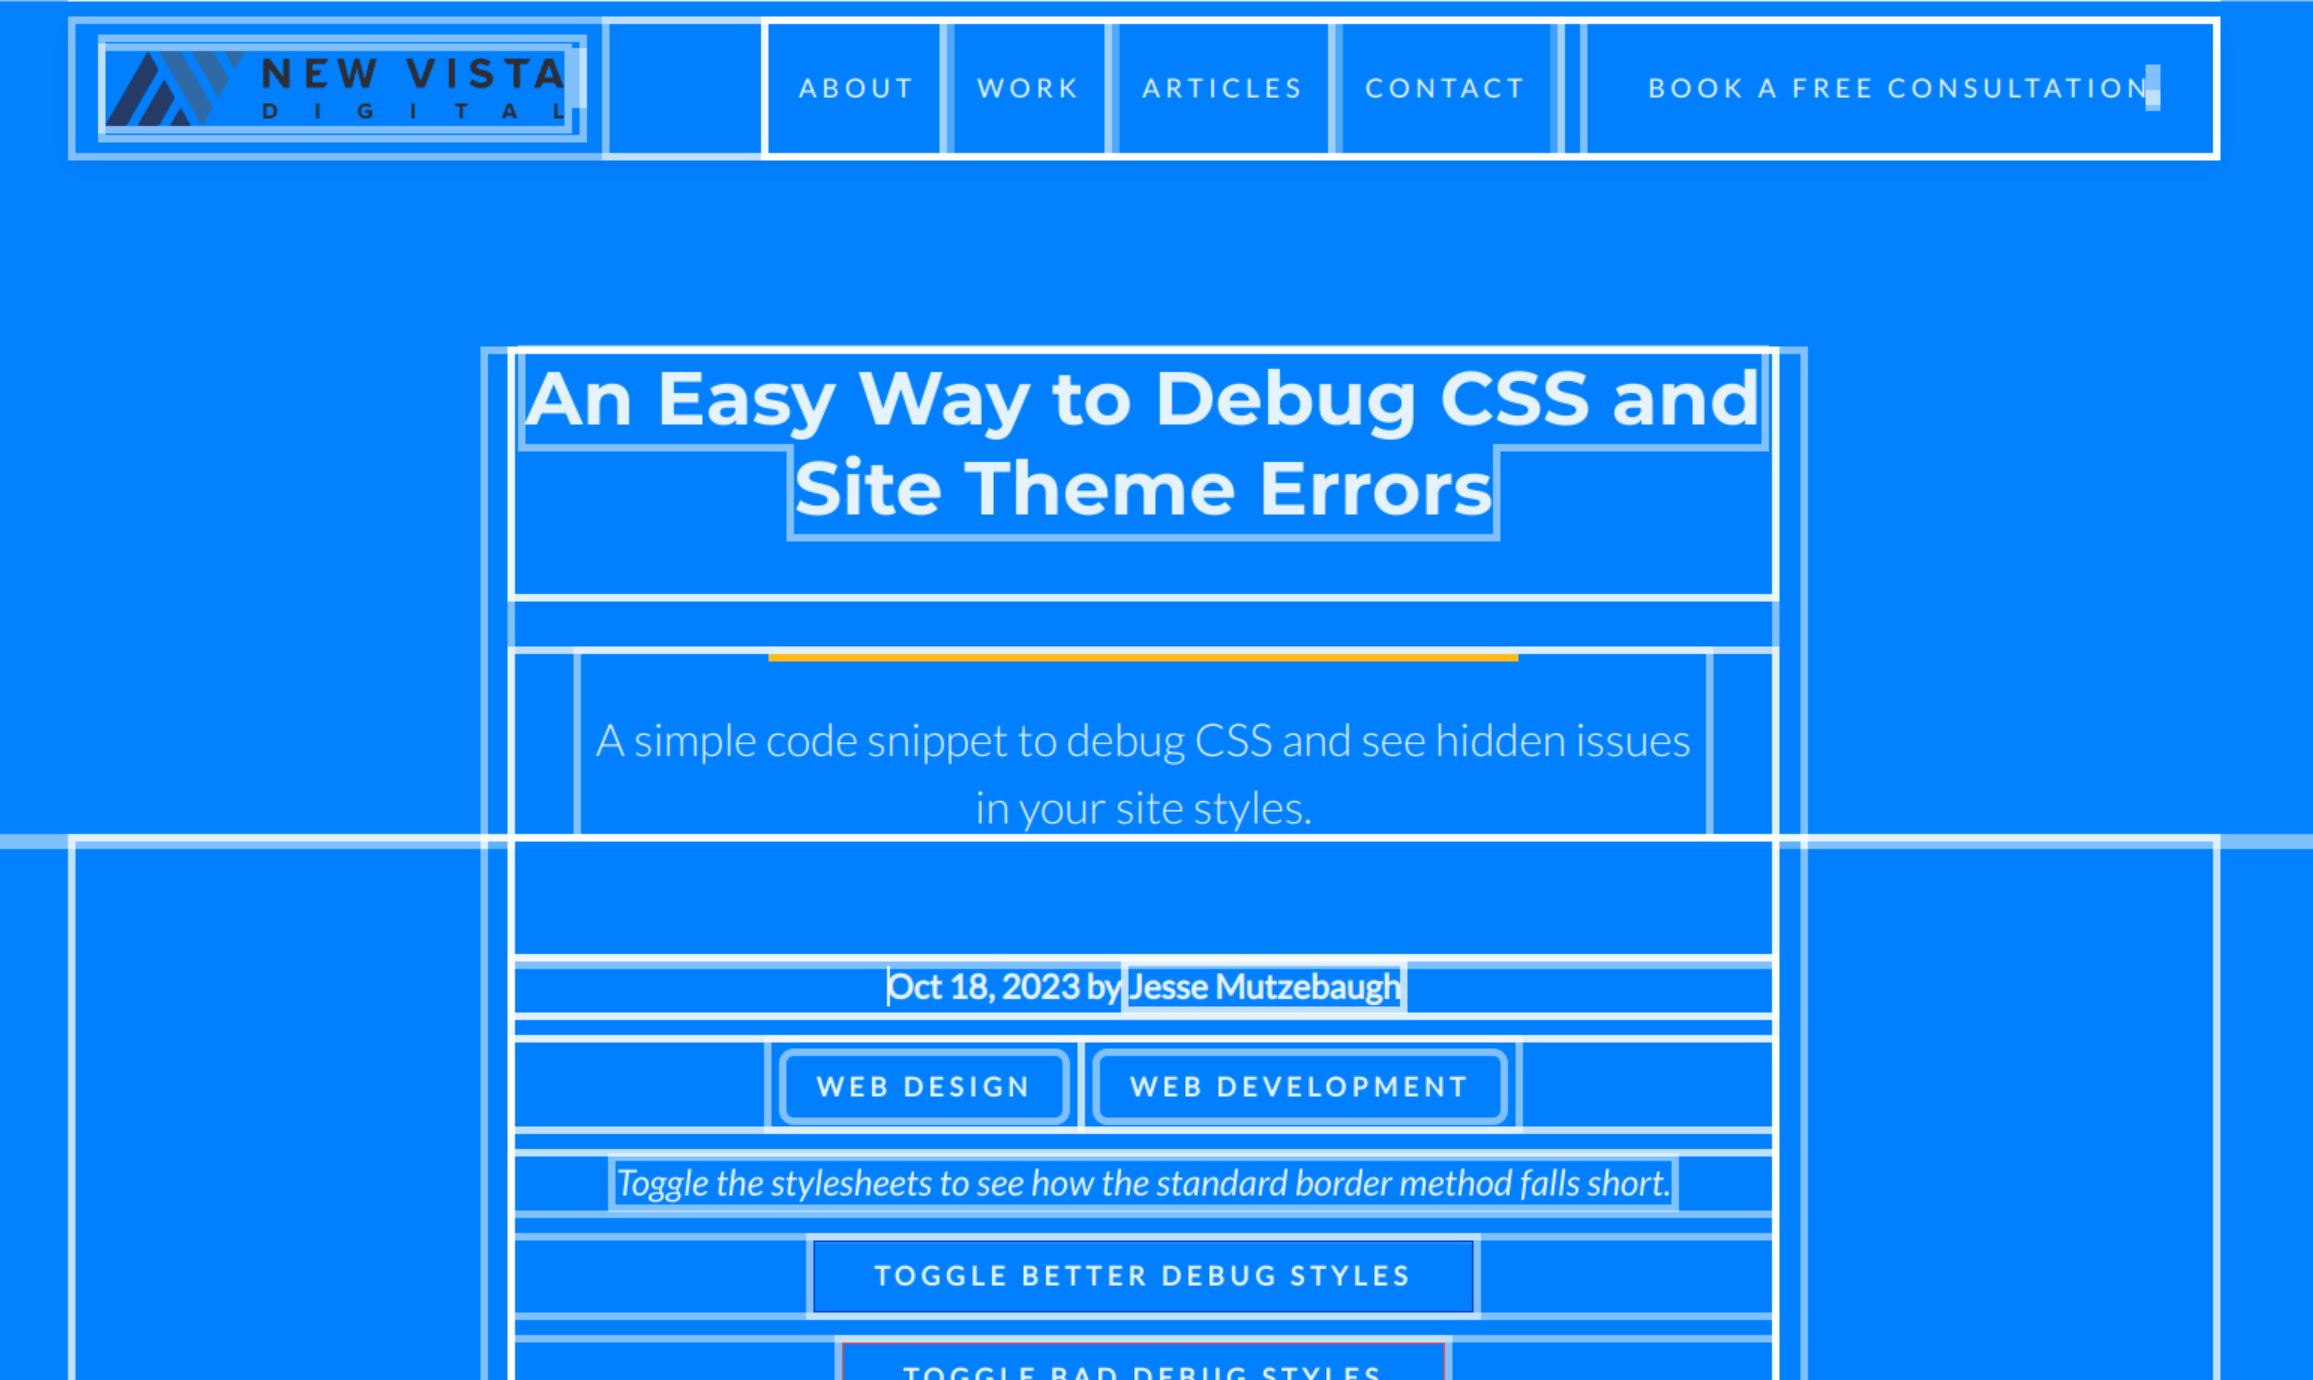 NEW VISTA
DIGITAL
ABOUT WORK ARTICLES CONTACT BOOK A FREE CONSULTATION
An Easy Way to Debug CSS and
Site Theme Errors
A simple code snippet to debug CSS and see hidden issues
in your site styles.
Oct 18, 2023 by Jesse Mutzebaugh
WEB DESIGN WEB DEVELOPMENT
Toggle the stylesheets to see how the standard border method falls short.
TOGGLE BETTER DEBUG STYLES
TOGGLE BAD DEBUG STYLES